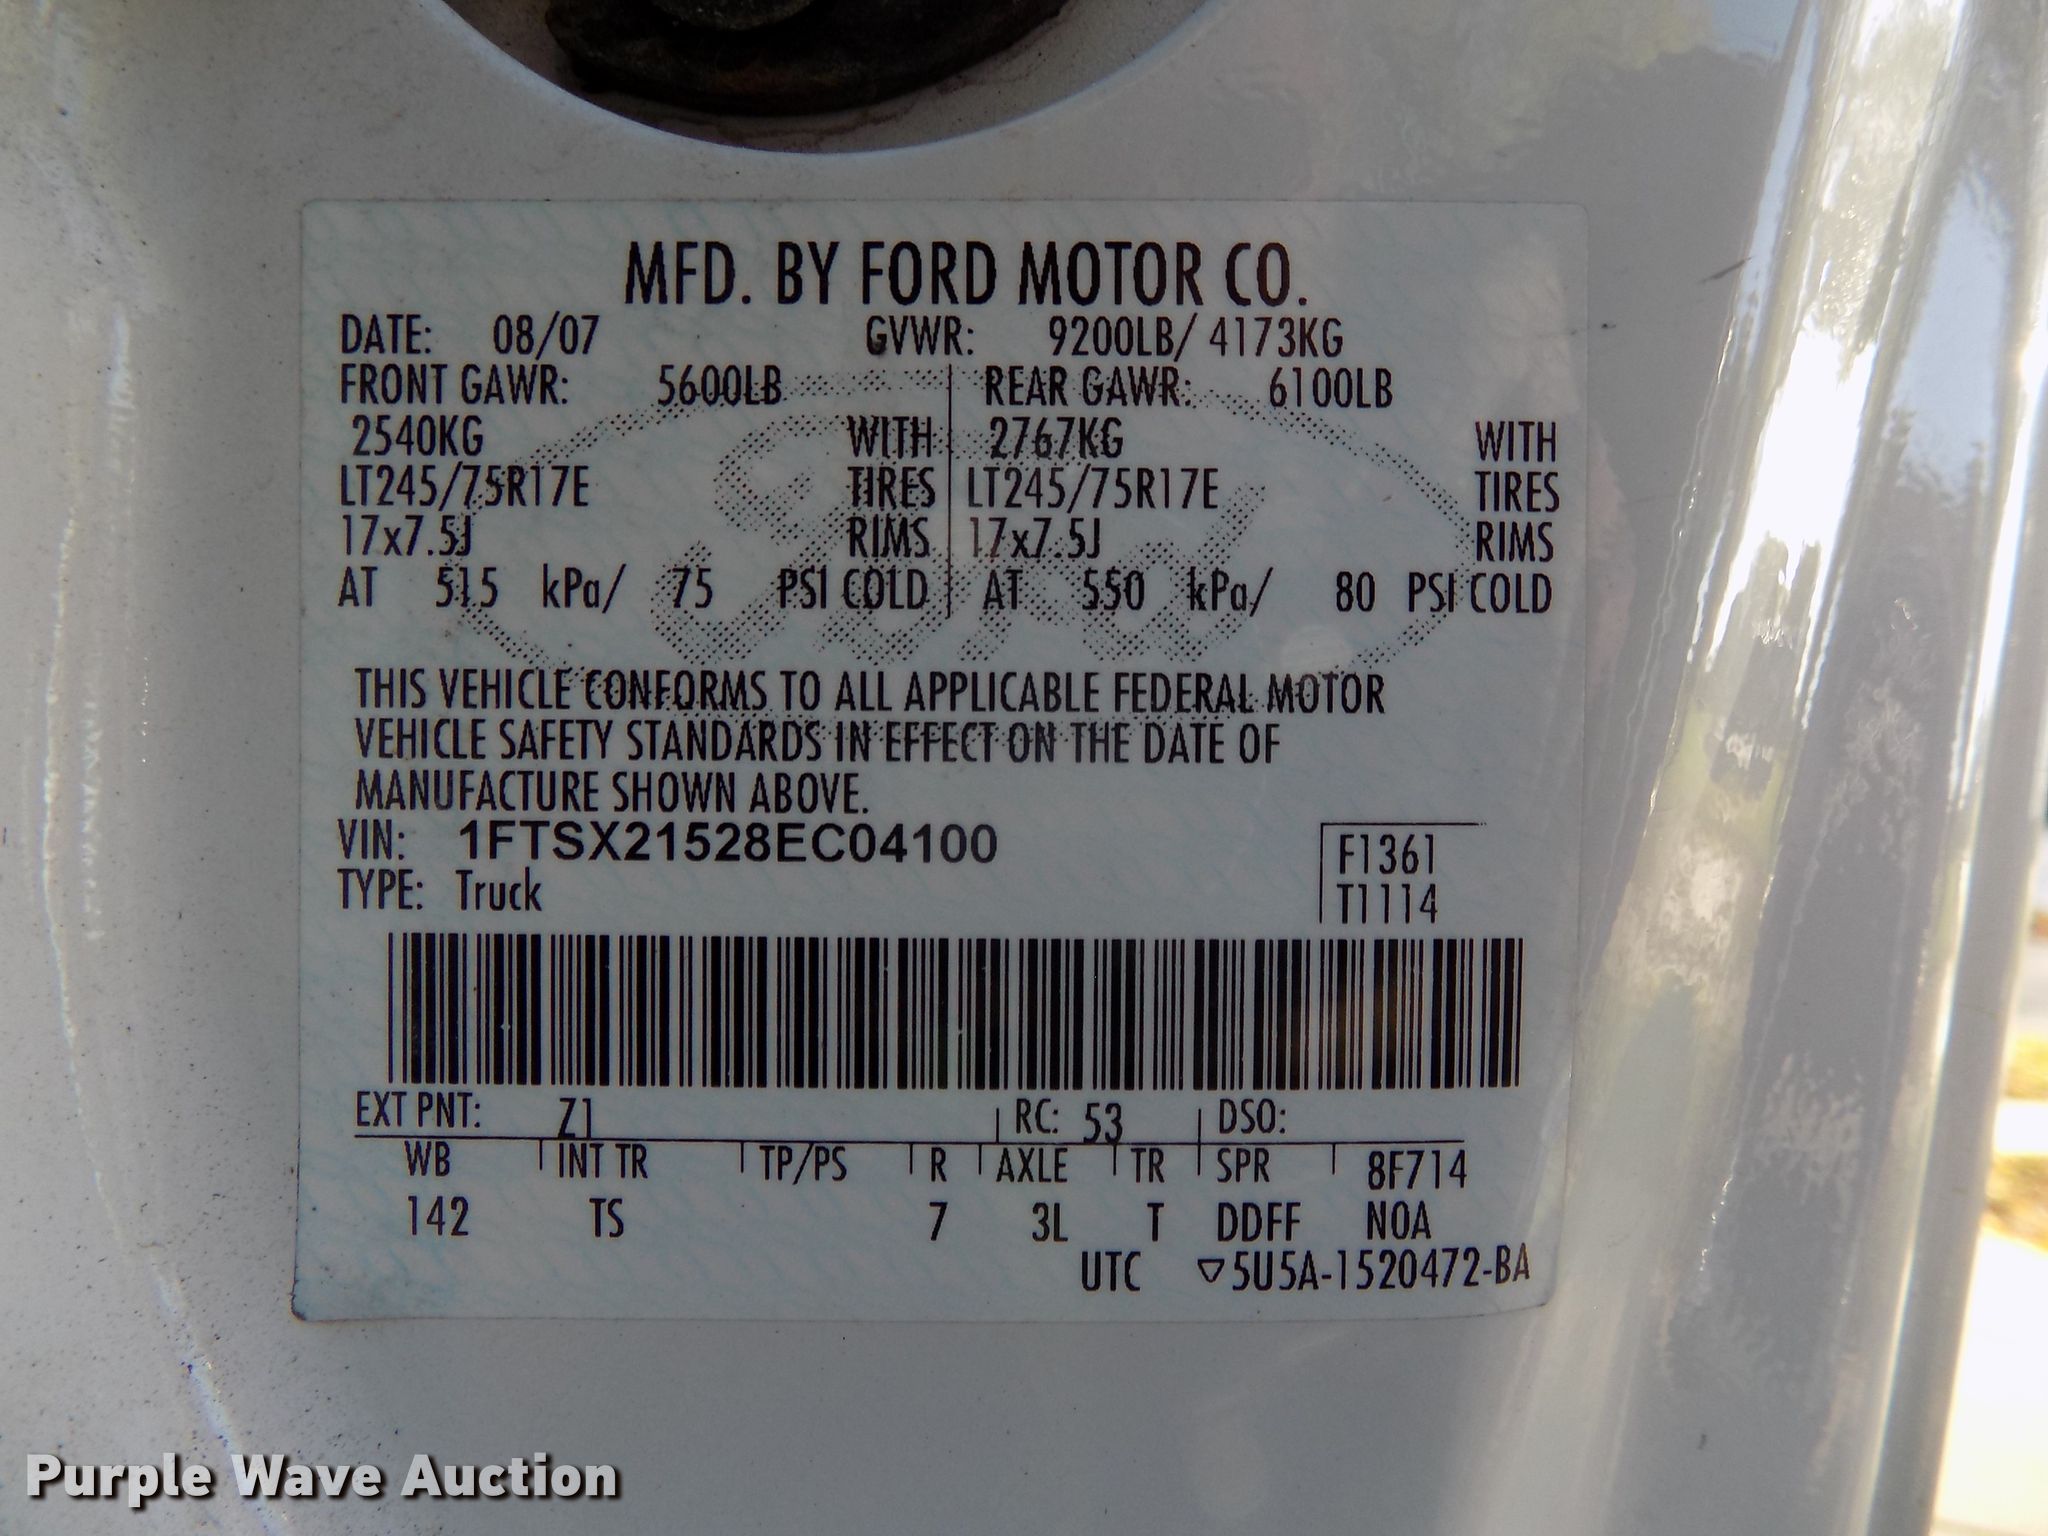 MFD. BY FORD MOTOR CO.
DATE: 08/07 GVWR: 9200LB/ 4173KG
FRONT GAWR: 5600LB REAR GAWR: 6100LB
2540KG WITH 2767KG WITH
LT245/75R17E TIRES LT245/75R17E TIRES
17x7.5J RIMS 17x7.5J RIMS
AT 515 kPa/ 75 PSI COLD AT 550 kPa/ 80 PSI COLD
Ford
THIS VEHICLE CONFORMS TO ALL APPLICABLE FEDERAL MOTOR
VEHICLE SAFETY STANDARDS IN EFFECT ON THE DATE OF
MANUFACTURE SHOWN ABOVE.
VIN: 1FTSX21528EC04100 F1361
TYPE: Truck T1114
EXT PNT: Z1 RC: 53 DSO:
WB INT TR TP/PS R AXLE TR SPR 8F714
142 TS 7 3L T DDFF NOA
UTC ▽5U5A-1520472-BA
Purple Wave Auction